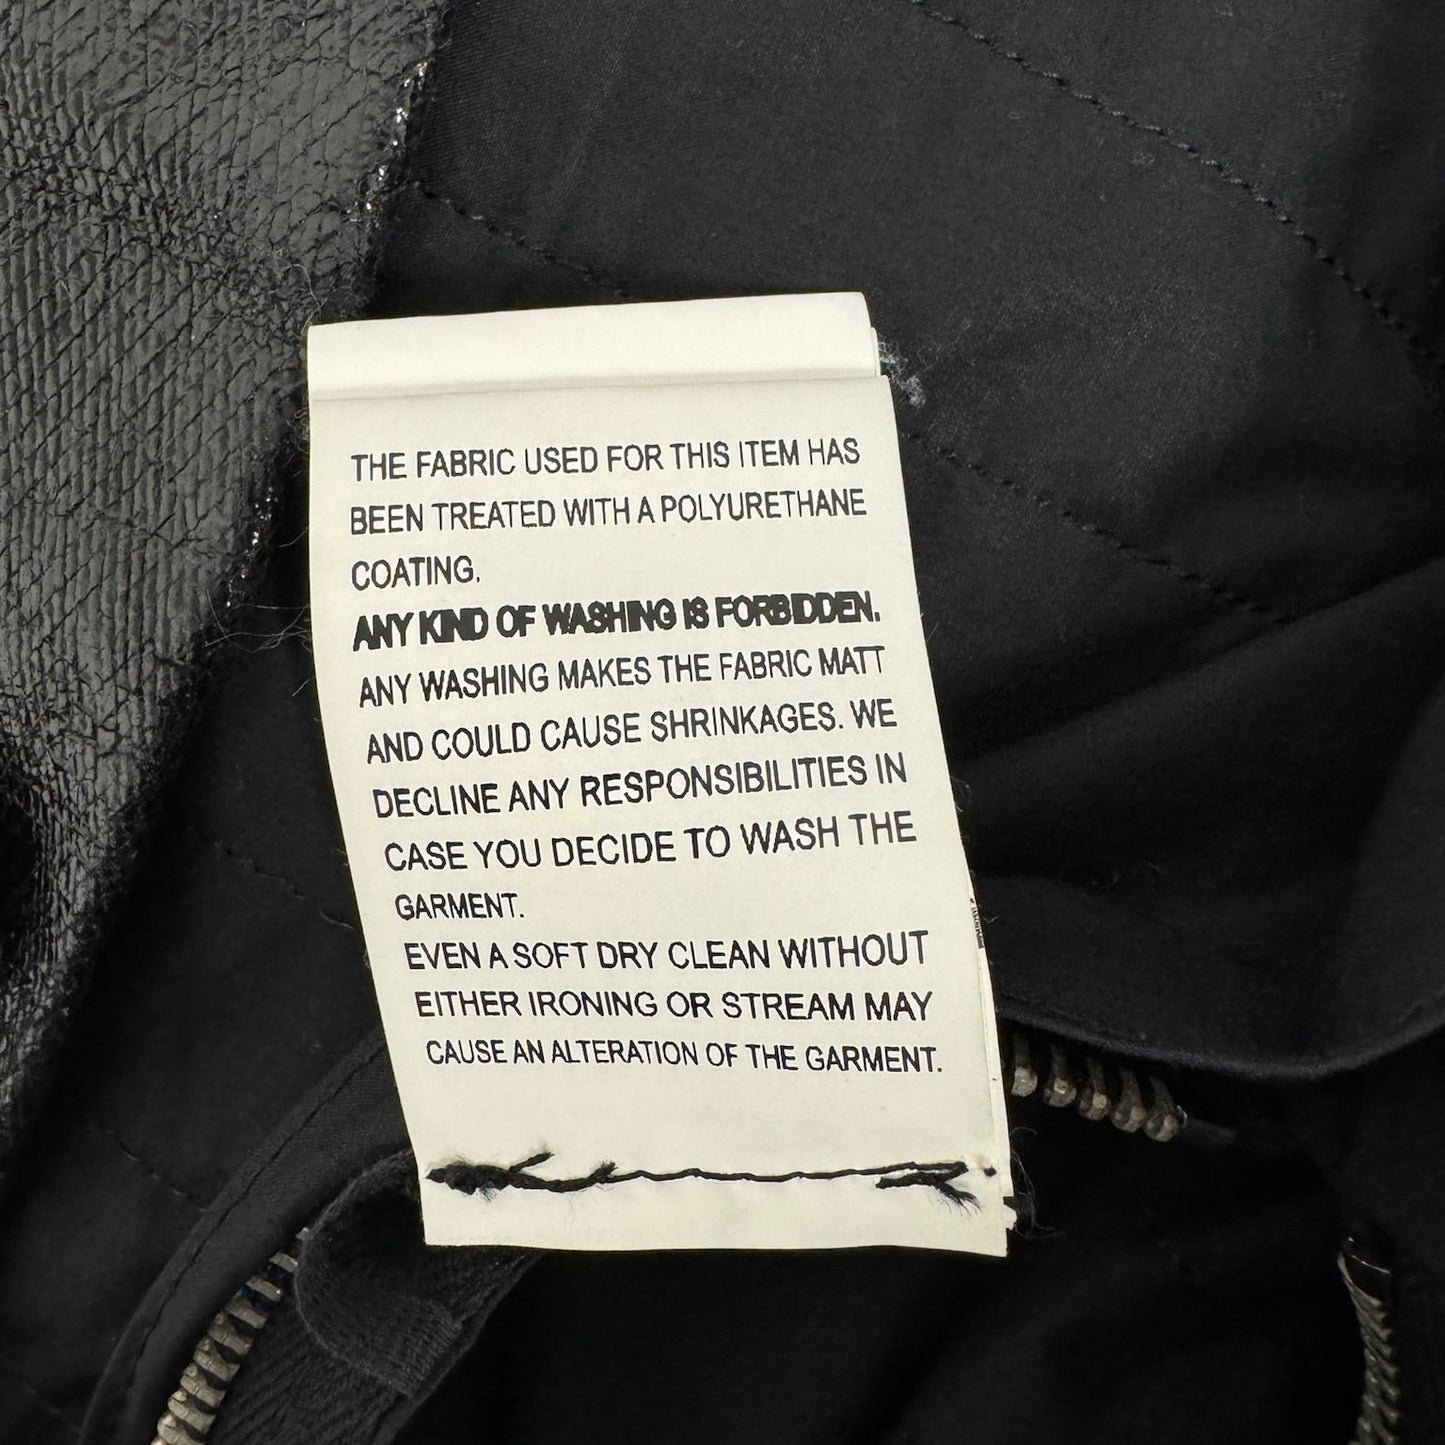 THE FABRIC USED FOR THIS ITEM HAS
BEEN TREATED WITH A POLYURETHANE
COATING.
ANY KIND OF WASHING IS FORBIDDEN.
ANY WASHING MAKES THE FABRIC MATT
AND COULD CAUSE SHRINKAGES. WE
DECLINE ANY RESPONSIBILITIES IN
CASE YOU DECIDE TO WASH THE
GARMENT.
EVEN A SOFT DRY CLEAN WITHOUT
EITHER IRONING OR STREAM MAY
CAUSE AN ALTERATION OF THE GARMENT.